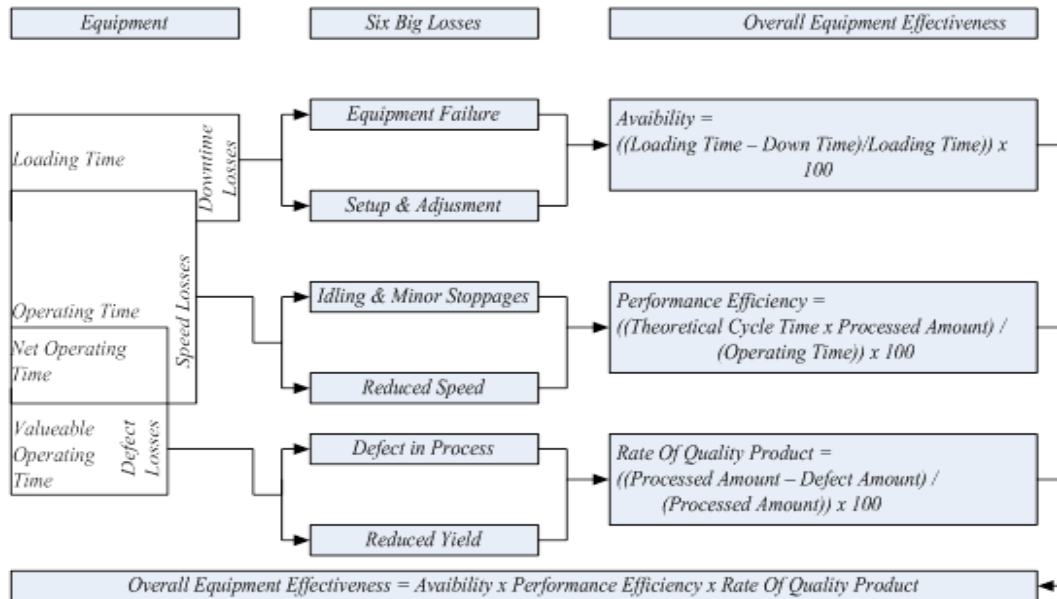 Equipment
Six Big Losses
Overall Equipment Effectiveness
Loading Time
Downtime
Losses
Equipment Failure
Setup & Adjusment
Avaibility =
((Loading Time – Down Time)/Loading Time)) x
100
Operating Time
Speed Losses
Idling & Minor Stoppages
Reduced Speed
Performance Efficiency =
((Theoretical Cycle Time x Processed Amount) /
(Operating Time)) x 100
Net Operating
Time
Valueable
Operating
Time
Defect
Losses
Defect in Process
Reduced Yield
Rate Of Quality Product =
((Processed Amount – Defect Amount) /
(Processed Amount)) x 100
Overall Equipment Effectiveness = Avaibility x Performance Efficiency x Rate Of Quality Product